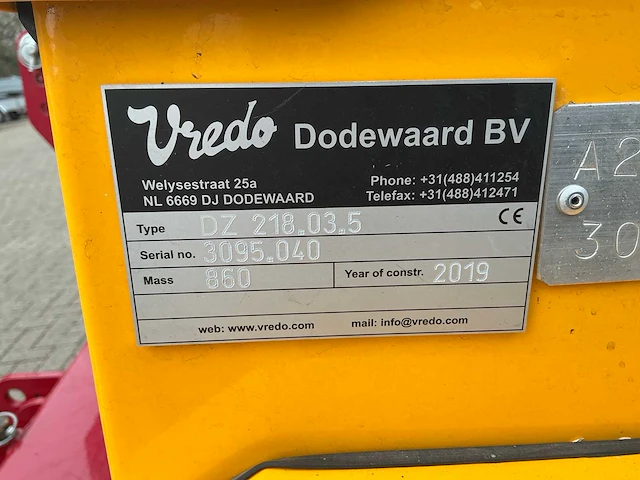 Vredo Dodewaard BV
Welysestraat 25a
NL 6669 DJ DODEWAARD
Phone: +31(488)411254
Telefax: +31(488)412471
CE
Type DZ 218.03.5
Serial no. 3095.040
Mass 860 Year of constr. 2019
web: www.vredo.com mail: info@vredo.com
A2
30